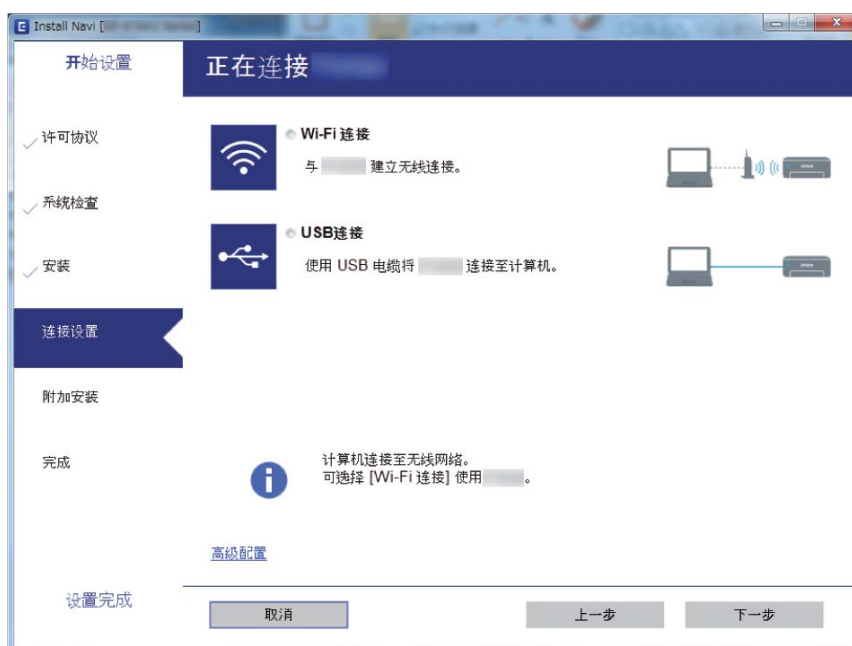 Install Navi [
]
开始设置
正在连接
许可协议
Wi-Fi 连接
与 建立无线连接。
系统检查
USB连接
使用 USB 电缆将 连接至计算机。
安装
连接设置
附加安装
完成
计算机连接至无线网络。
可选择 [Wi-Fi 连接] 使用 。
高级配置
设置完成
取消
上一步
下一步